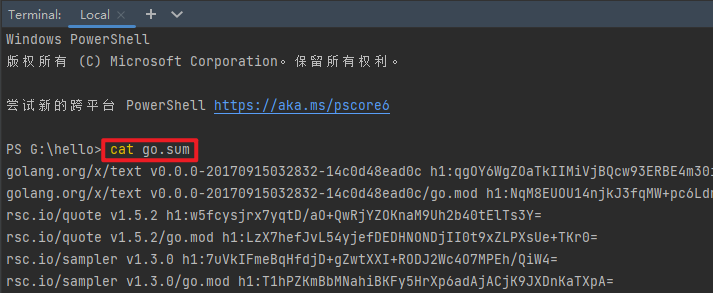 Terminal: Local
Windows PowerShell
版权所有 (C) Microsoft Corporation。保留所有权利。
尝试新的跨平台 PowerShell https://aka.ms/pscore6
PS G:\hello> cat go.sum
golang.org/x/text v0.0.0-20170915032832-14c0d48ead0c h1:qgOY6WgZOaTkIIMiVjBQcw93ERBE4m30i
golang.org/x/text v0.0.0-20170915032832-14c0d48ead0c/go.mod h1:NqM8EUOU14njkJ3fqMW+pc6Ldn
rsc.io/quote v1.5.2 h1:w5fcysjrx7yqtD/aO+QwRjYZOKnaM9Uh2b40tElTs3Y=
rsc.io/quote v1.5.2/go.mod h1:LzX7hefJvL54yjefDEDHNONDjII0t9xZLPXsUe+TKr0=
rsc.io/sampler v1.3.0 h1:7uVkIFmeBqHfdjD+gZwtXXI+RODJ2Wc4O7MPEh/QiW4=
rsc.io/sampler v1.3.0/go.mod h1:T1hPZKmBbMNahiBKFy5HrXp6adAjACjK9JXDnKaTXpA=